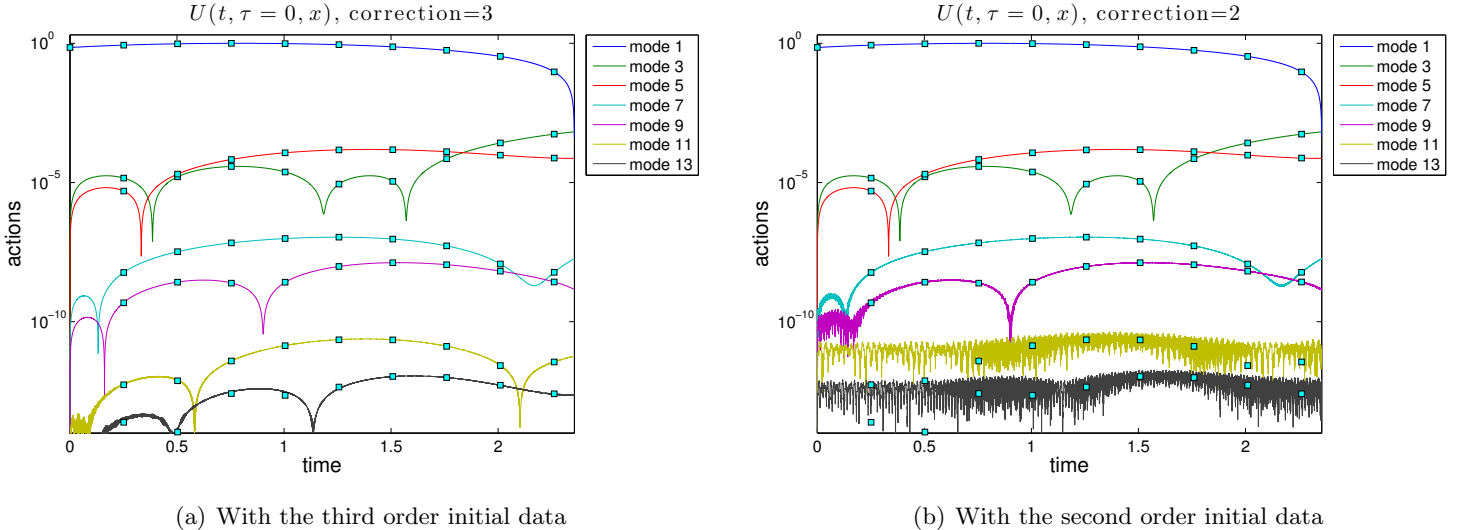 U(t, τ = 0, x), correction=3
10^0
10^-5
10^-10
actions
0 0.5 1 1.5 2
time
mode 1
mode 3
mode 5
mode 7
mode 9
mode 11
mode 13
(a) With the third order initial data
U(t, τ = 0, x), correction=2
10^0
10^-5
10^-10
actions
0 0.5 1 1.5 2
time
mode 1
mode 3
mode 5
mode 7
mode 9
mode 11
mode 13
(b) With the second order initial data